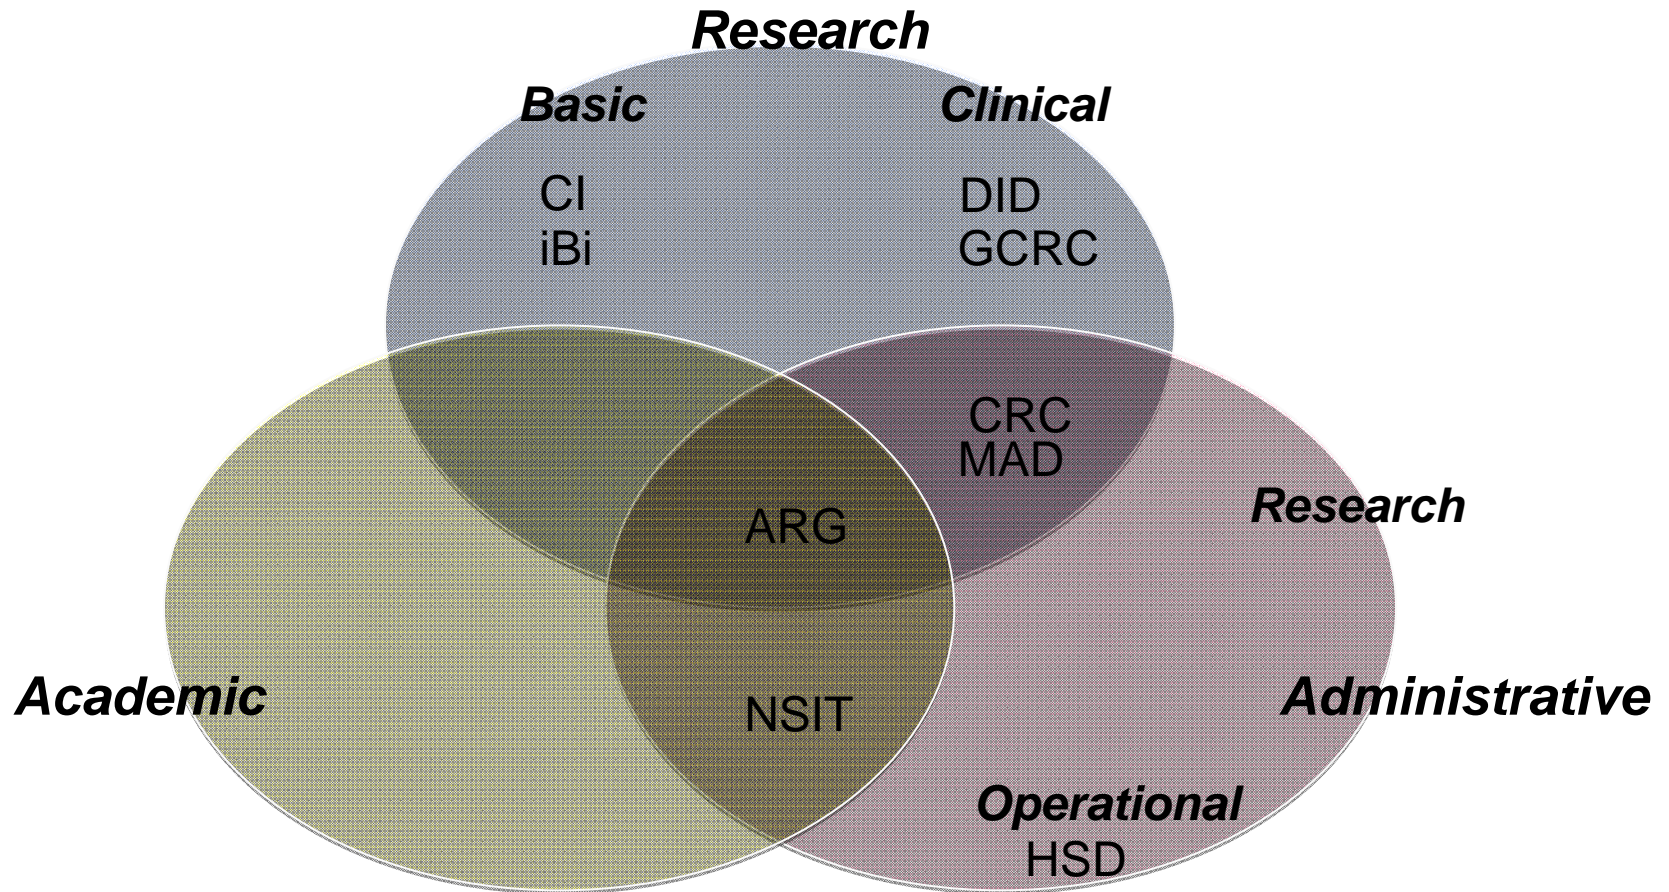 Research
Basic
Clinical
CI
iBi
DID
GCRC
CRC
MAD
Research
ARG
Academic
Administrative
NSIT
Operational
HSD